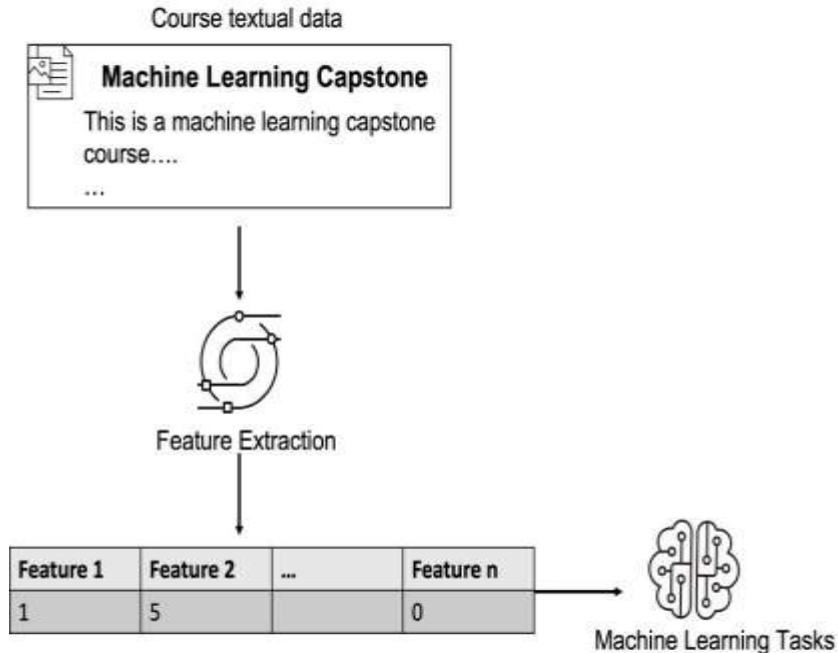 Course textual data
Machine Learning Capstone
This is a machine learning capstone
course....
...
Feature Extraction
Feature 1 Feature 2 ... Feature n
1 5 0
Machine Learning Tasks